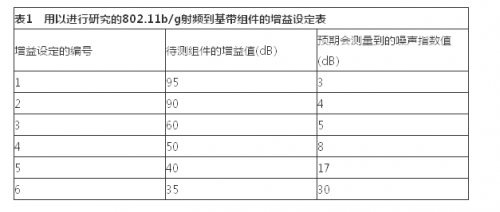 表1 用以进行研究的802.11b/g射频到基带组件的增益设定表
增益设定的编号 待测组件的增益值(dB) 预期会测量到的噪声指数值
(dB)
1 95 3
2 90 4
3 60 5
4 50 8
5 40 17
6 35 30